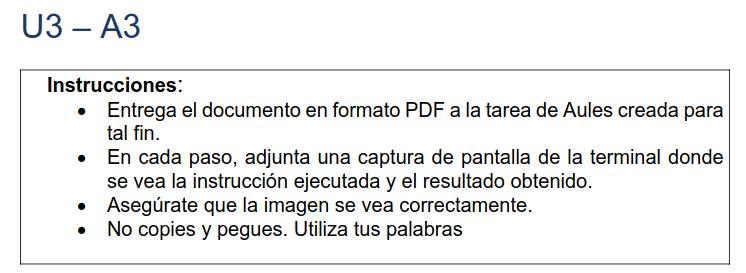 U3 – A3
Instrucciones:
• Entrega el documento en formato PDF a la tarea de Aules creada para
tal fin.
• En cada paso, adjunta una captura de pantalla de la terminal donde
se vea la instrucción ejecutada y el resultado obtenido.
• Asegúrate que la imagen se vea correctamente.
• No copies y pegues. Utiliza tus palabras